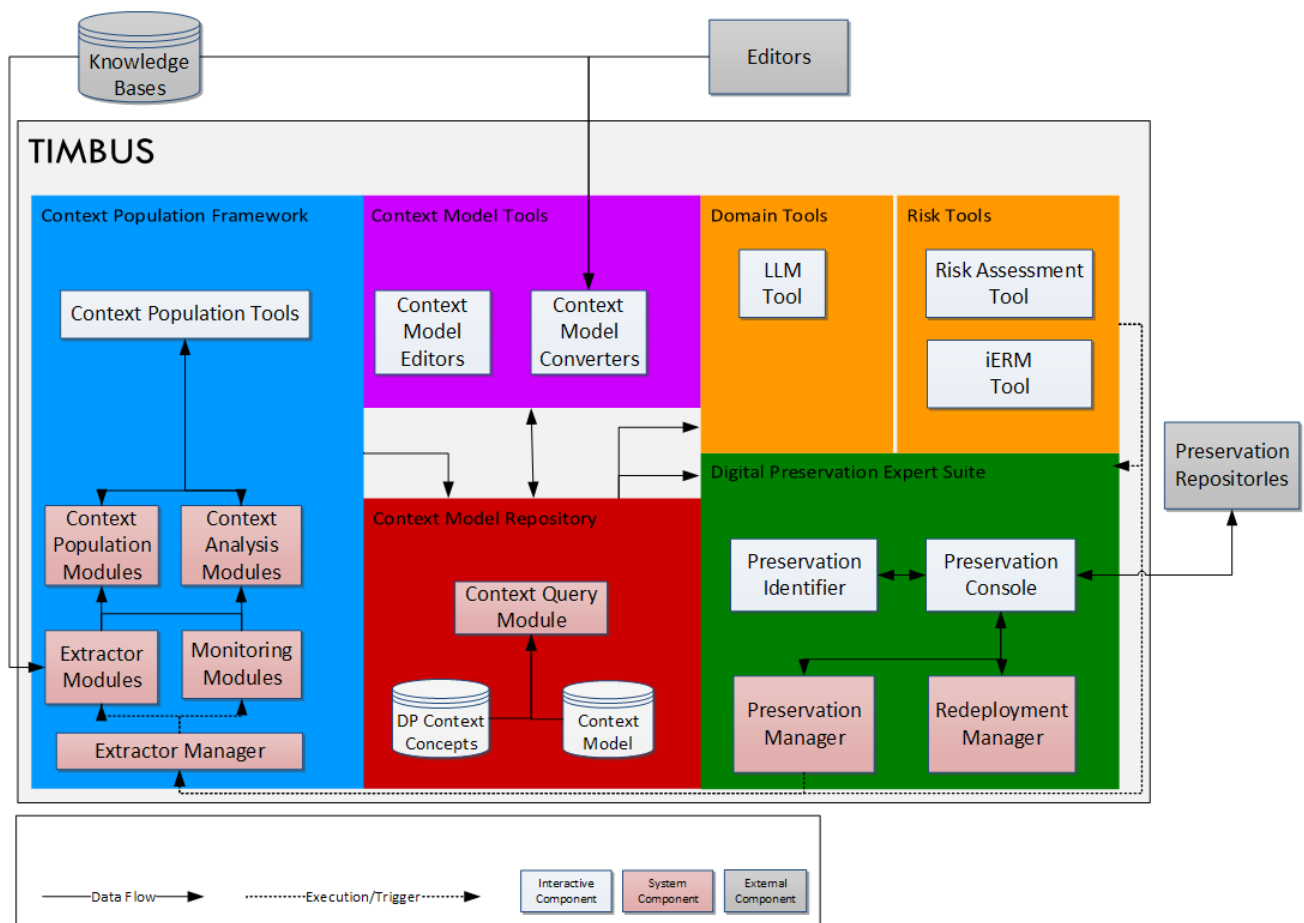 Knowledge
Bases
Editors
TIMBUS
Context Population Framework
Context Population Tools
Context
Population
Modules
Context
Analysis
Modules
Extractor
Modules
Monitoring
Modules
Extractor Manager
Context Model Tools
Context
Model
Editors
Context
Model
Converters
Context Model Repository
Context Query
Module
DP Context
Concepts
Context
Model
Domain Tools
LLM
Tool
Risk Tools
Risk Assessment
Tool
iERM
Tool
Digital Preservation Expert Suite
Preservation
Identifier
Preservation
Console
Preservation
Manager
Redeployment
Manager
Preservation
RepositorIes
Data Flow
Execution/Trigger
Interactive
Component
System
Component
External
Component